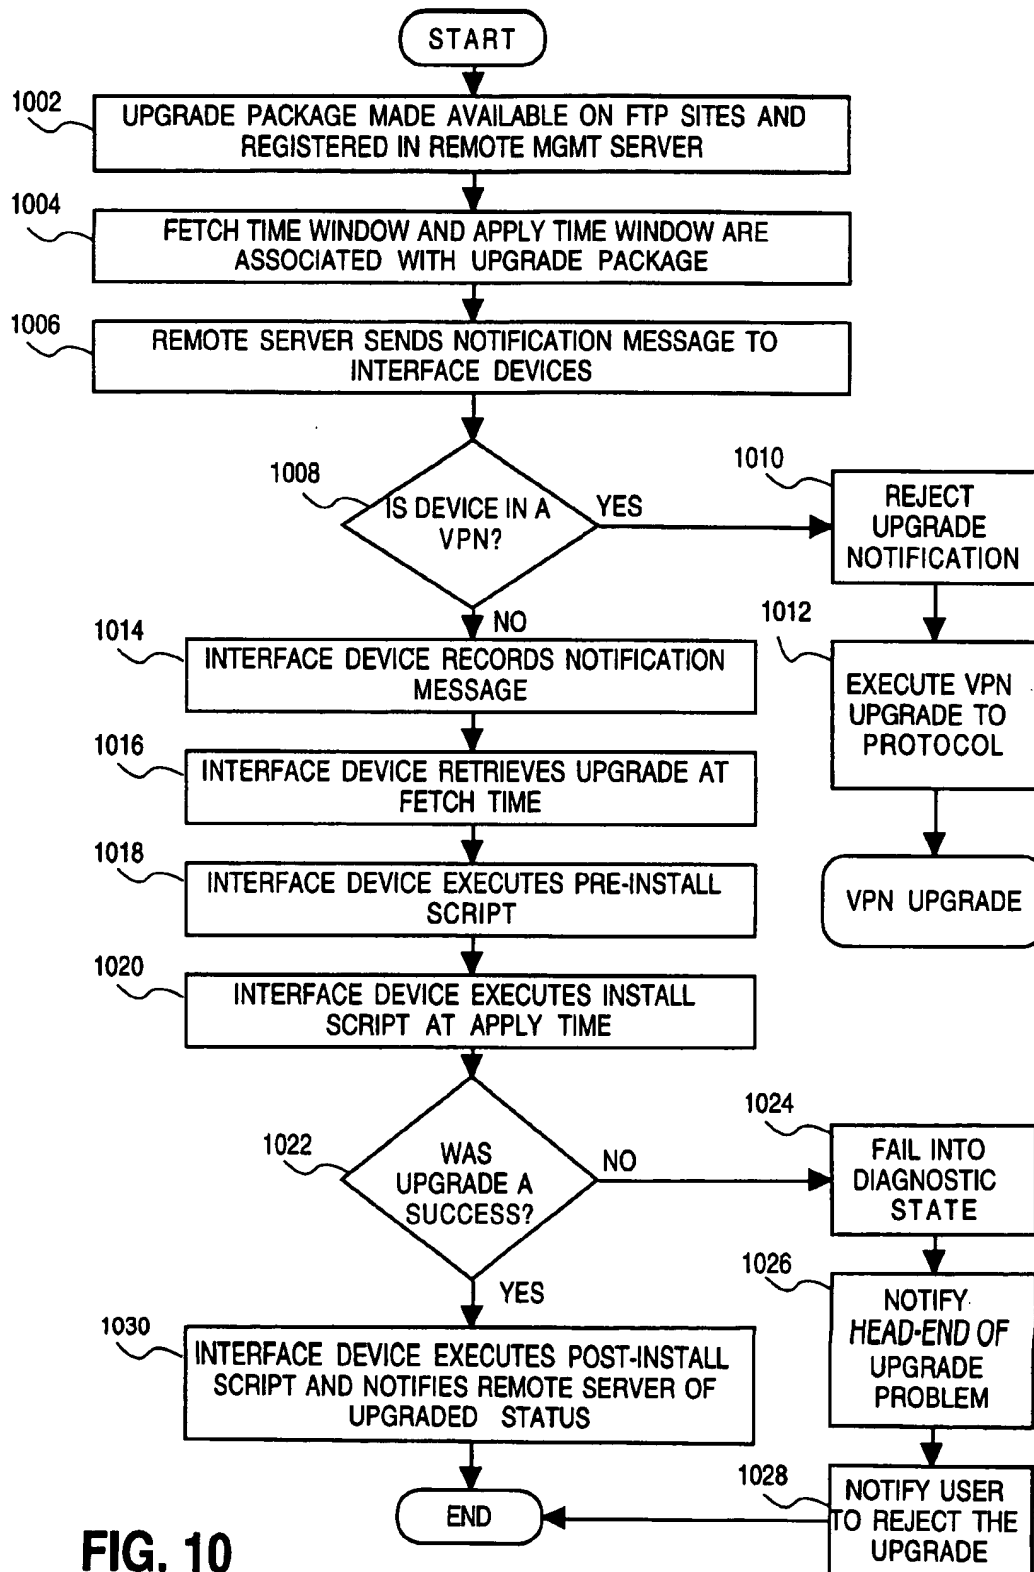 START
1002
UPGRADE PACKAGE MADE AVAILABLE ON FTP SITES AND
REGISTERED IN REMOTE MGMT SERVER
1004
FETCH TIME WINDOW AND APPLY TIME WINDOW ARE
ASSOCIATED WITH UPGRADE PACKAGE
1006
REMOTE SERVER SENDS NOTIFICATION MESSAGE TO
INTERFACE DEVICES
1008
IS DEVICE IN A
VPN?
YES
NO
1010
REJECT
UPGRADE
NOTIFICATION
1012
EXECUTE VPN
UPGRADE TO
PROTOCOL
VPN UPGRADE
1014
INTERFACE DEVICE RECORDS NOTIFICATION
MESSAGE
1016
INTERFACE DEVICE RETRIEVES UPGRADE AT
FETCH TIME
1018
INTERFACE DEVICE EXECUTES PRE-INSTALL
SCRIPT
1020
INTERFACE DEVICE EXECUTES INSTALL
SCRIPT AT APPLY TIME
1022
WAS
UPGRADE A
SUCCESS?
NO
YES
1024
FAIL INTO
DIAGNOSTIC
STATE
1026
NOTIFY
HEAD-END OF
UPGRADE
PROBLEM
1028
NOTIFY USER
TO REJECT THE
UPGRADE
1030
INTERFACE DEVICE EXECUTES POST-INSTALL
SCRIPT AND NOTIFIES REMOTE SERVER OF
UPGRADED STATUS
END
FIG. 10